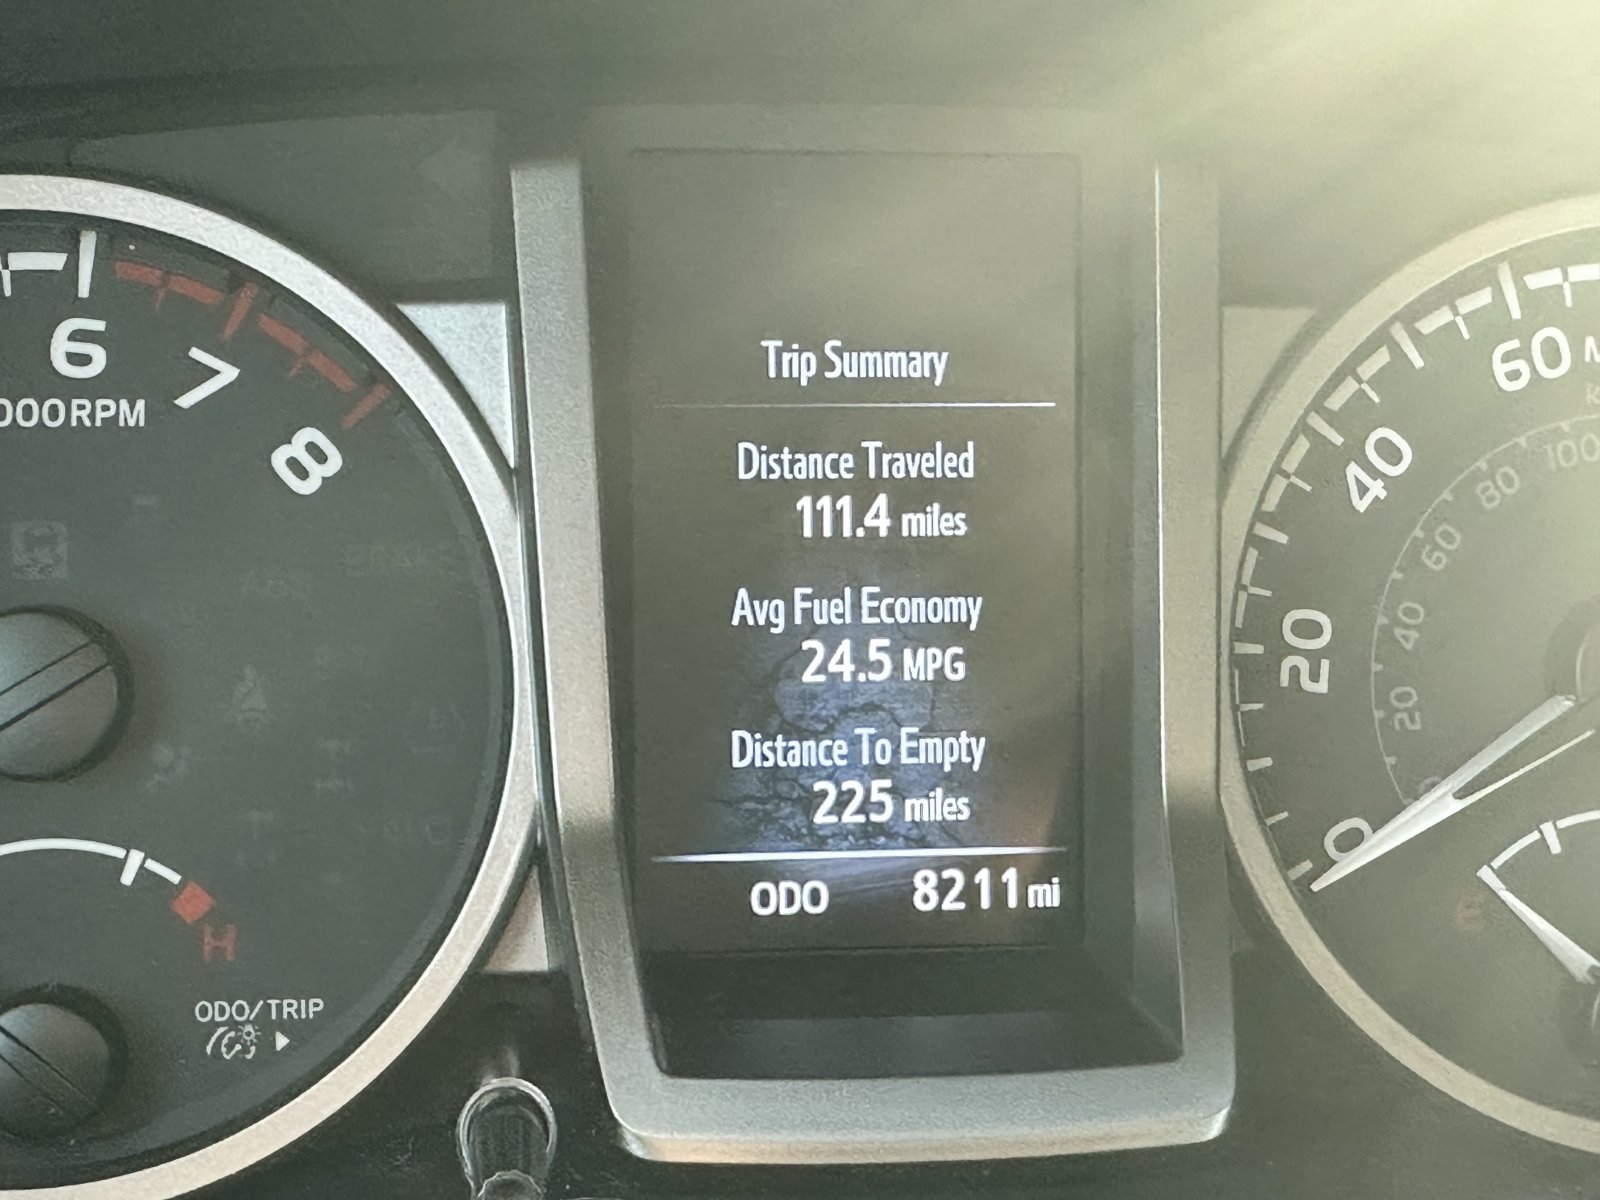 Trip Summary
Distance Traveled
111.4 miles
Avg Fuel Economy
24.5 MPG
Distance To Empty
225 miles
ODO 8211 mi
6
7
8
000RPM
H
ODO/TRIP
0
20
40
60
20
40
60
80
100
E